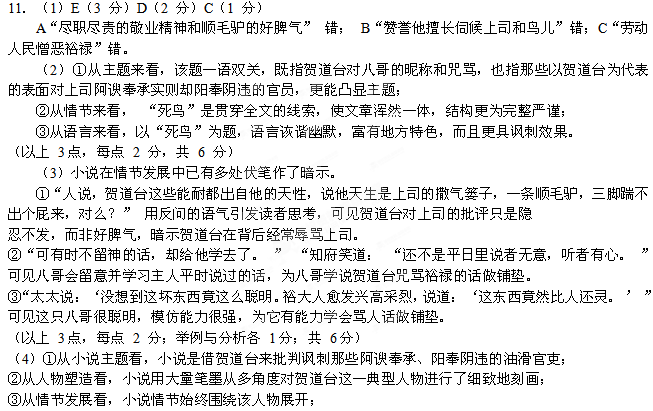 11. （1）E（3 分）D（2 分）C（1 分）
A“尽职尽责的敬业精神和顺毛驴的好脾气” 错； B“赞誉他擅长伺候上司和鸟儿”错；C“劳动
人民憎恶裕禄”错。
（2）①从主题来看，该题一语双关，既指贺道台对八哥的昵称和咒骂，也指那些以贺道台为代表
的表面对上司阿谀奉承实则却阳奉阴违的官员，更能凸显主题；
②从情节来看， “死鸟”是贯穿全文的线索，使文章浑然一体，结构更为完整严谨；
③从语言来看，以“死鸟”为题，语言诙谐幽默，富有地方特色，而且更具讽刺效果。
（以上 3点，每点 2 分，共 6 分）
（3）小说在情节发展中已有多处伏笔作了暗示。
①“人说，贺道台这些能耐都出自他的天性，说他天生是上司的撒气篓子，一条顺毛驴，三脚踹不
出个屁来，对么？” 用反问的语气引发读者思考，可见贺道台对上司的批评只是隐
忍不发，而非好脾气，暗示贺道台在背后经常辱骂上司。
②“可有时不留神的话，却给他学去了。 ” “知府笑道： “还不是平日里说者无意，听者有心。 ”
可见八哥会留意并学习主人平时说过的话，为八哥学说贺道台咒骂裕禄的话做铺垫。
③“太太说：‘没想到这坏东西竟这么聪明。裕大人愈发兴高采烈，说道：‘这东西竟然比人还灵。 ’ ”
可见这只八哥很聪明，模仿能力很强，为它有能力学会骂人话做铺垫。
（以上 3点，每点 2 分；举例与分析各 1分；共 6分）
（4）①从小说主题看，小说是借贺道台来批判讽刺那些阿谀奉承、阳奉阴违的油滑官吏；
②从人物塑造看，小说用大量笔墨从多角度对贺道台这一典型人物进行了细致地刻画；
③从情节发展看，小说情节始终围绕该人物展开；